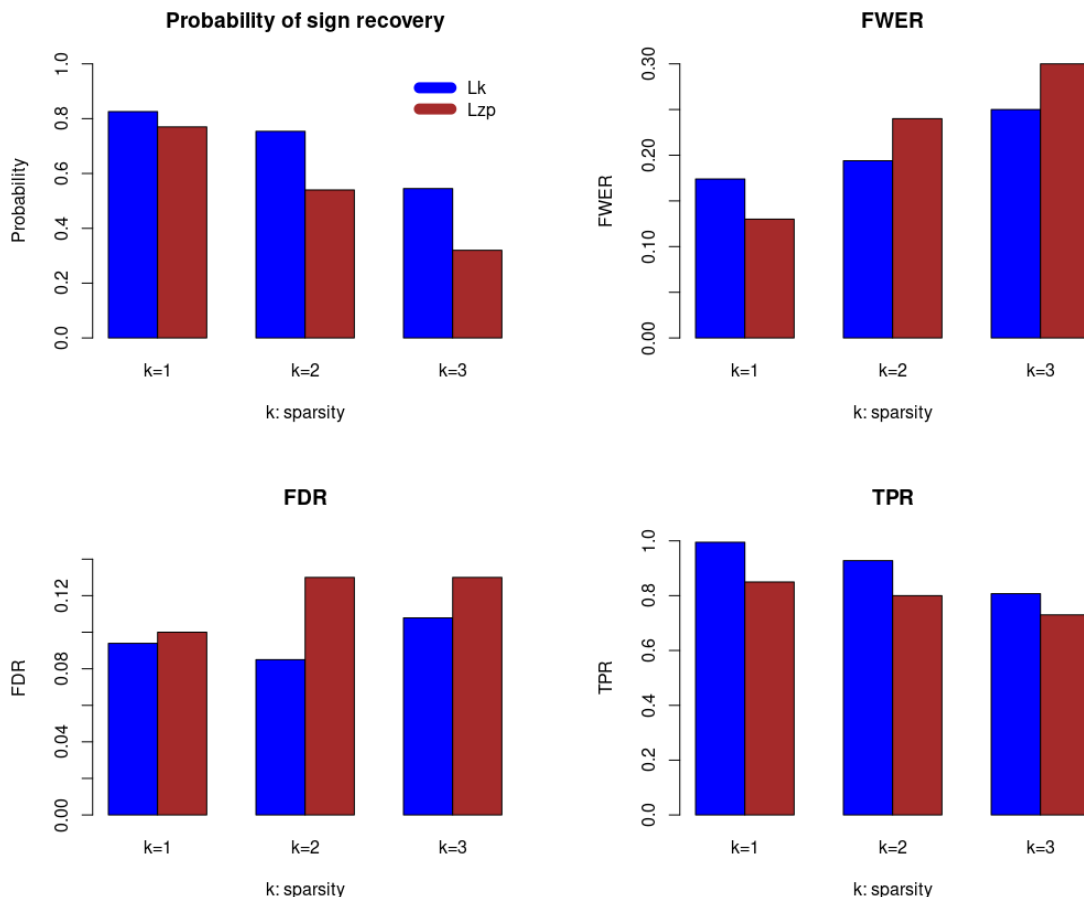 Probability of sign recovery
Probability
0.0 0.2 0.4 0.6 0.8 1.0
Lk
Lzp
k=1 k=2 k=3
k: sparsity
FWER
FWER
0.00 0.10 0.20 0.30
k=1 k=2 k=3
k: sparsity
FDR
FDR
0.00 0.04 0.08 0.12
k=1 k=2 k=3
k: sparsity
TPR
TPR
0.0 0.2 0.4 0.6 0.8 1.0
k=1 k=2 k=3
k: sparsity